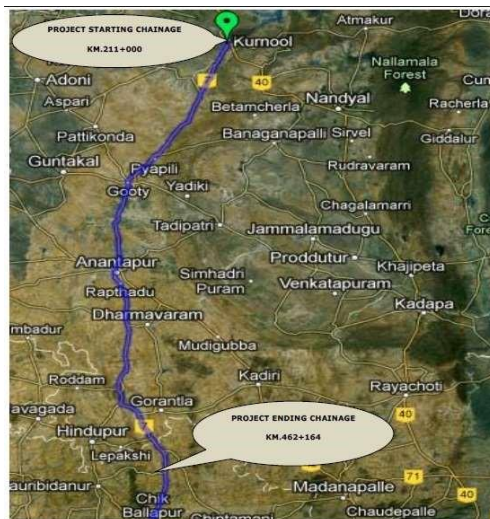 PROJECT STARTING CHAINAGE
KM.211+000
Atmakur
Kurnool
Adoni
40
Nallamala
Forest
Aspari
Betamcherla
Nandyal
Pattikonda
Banaganapalli
Sirvel
Giddalur
Guntakal
Pyapili
Rudravaram
Gooty
Yadiki
Chagalamarri
Tadipatri
Jammalamadugu
Proddutur
Anantapur
Simhadri
Puram
Khajipeta
Rapthadu
Venkatapuram
Kadapa
Dharmavaram
Mudigubba
Roddam
Kadiri
Rayachoti
Gorantla
PROJECT ENDING CHAINAGE
40
7
Hindupur
KM.462+164
Lepakshi
71
40
Chik
Ballapur
Madanapalle
Chintamani
Chaudepalle